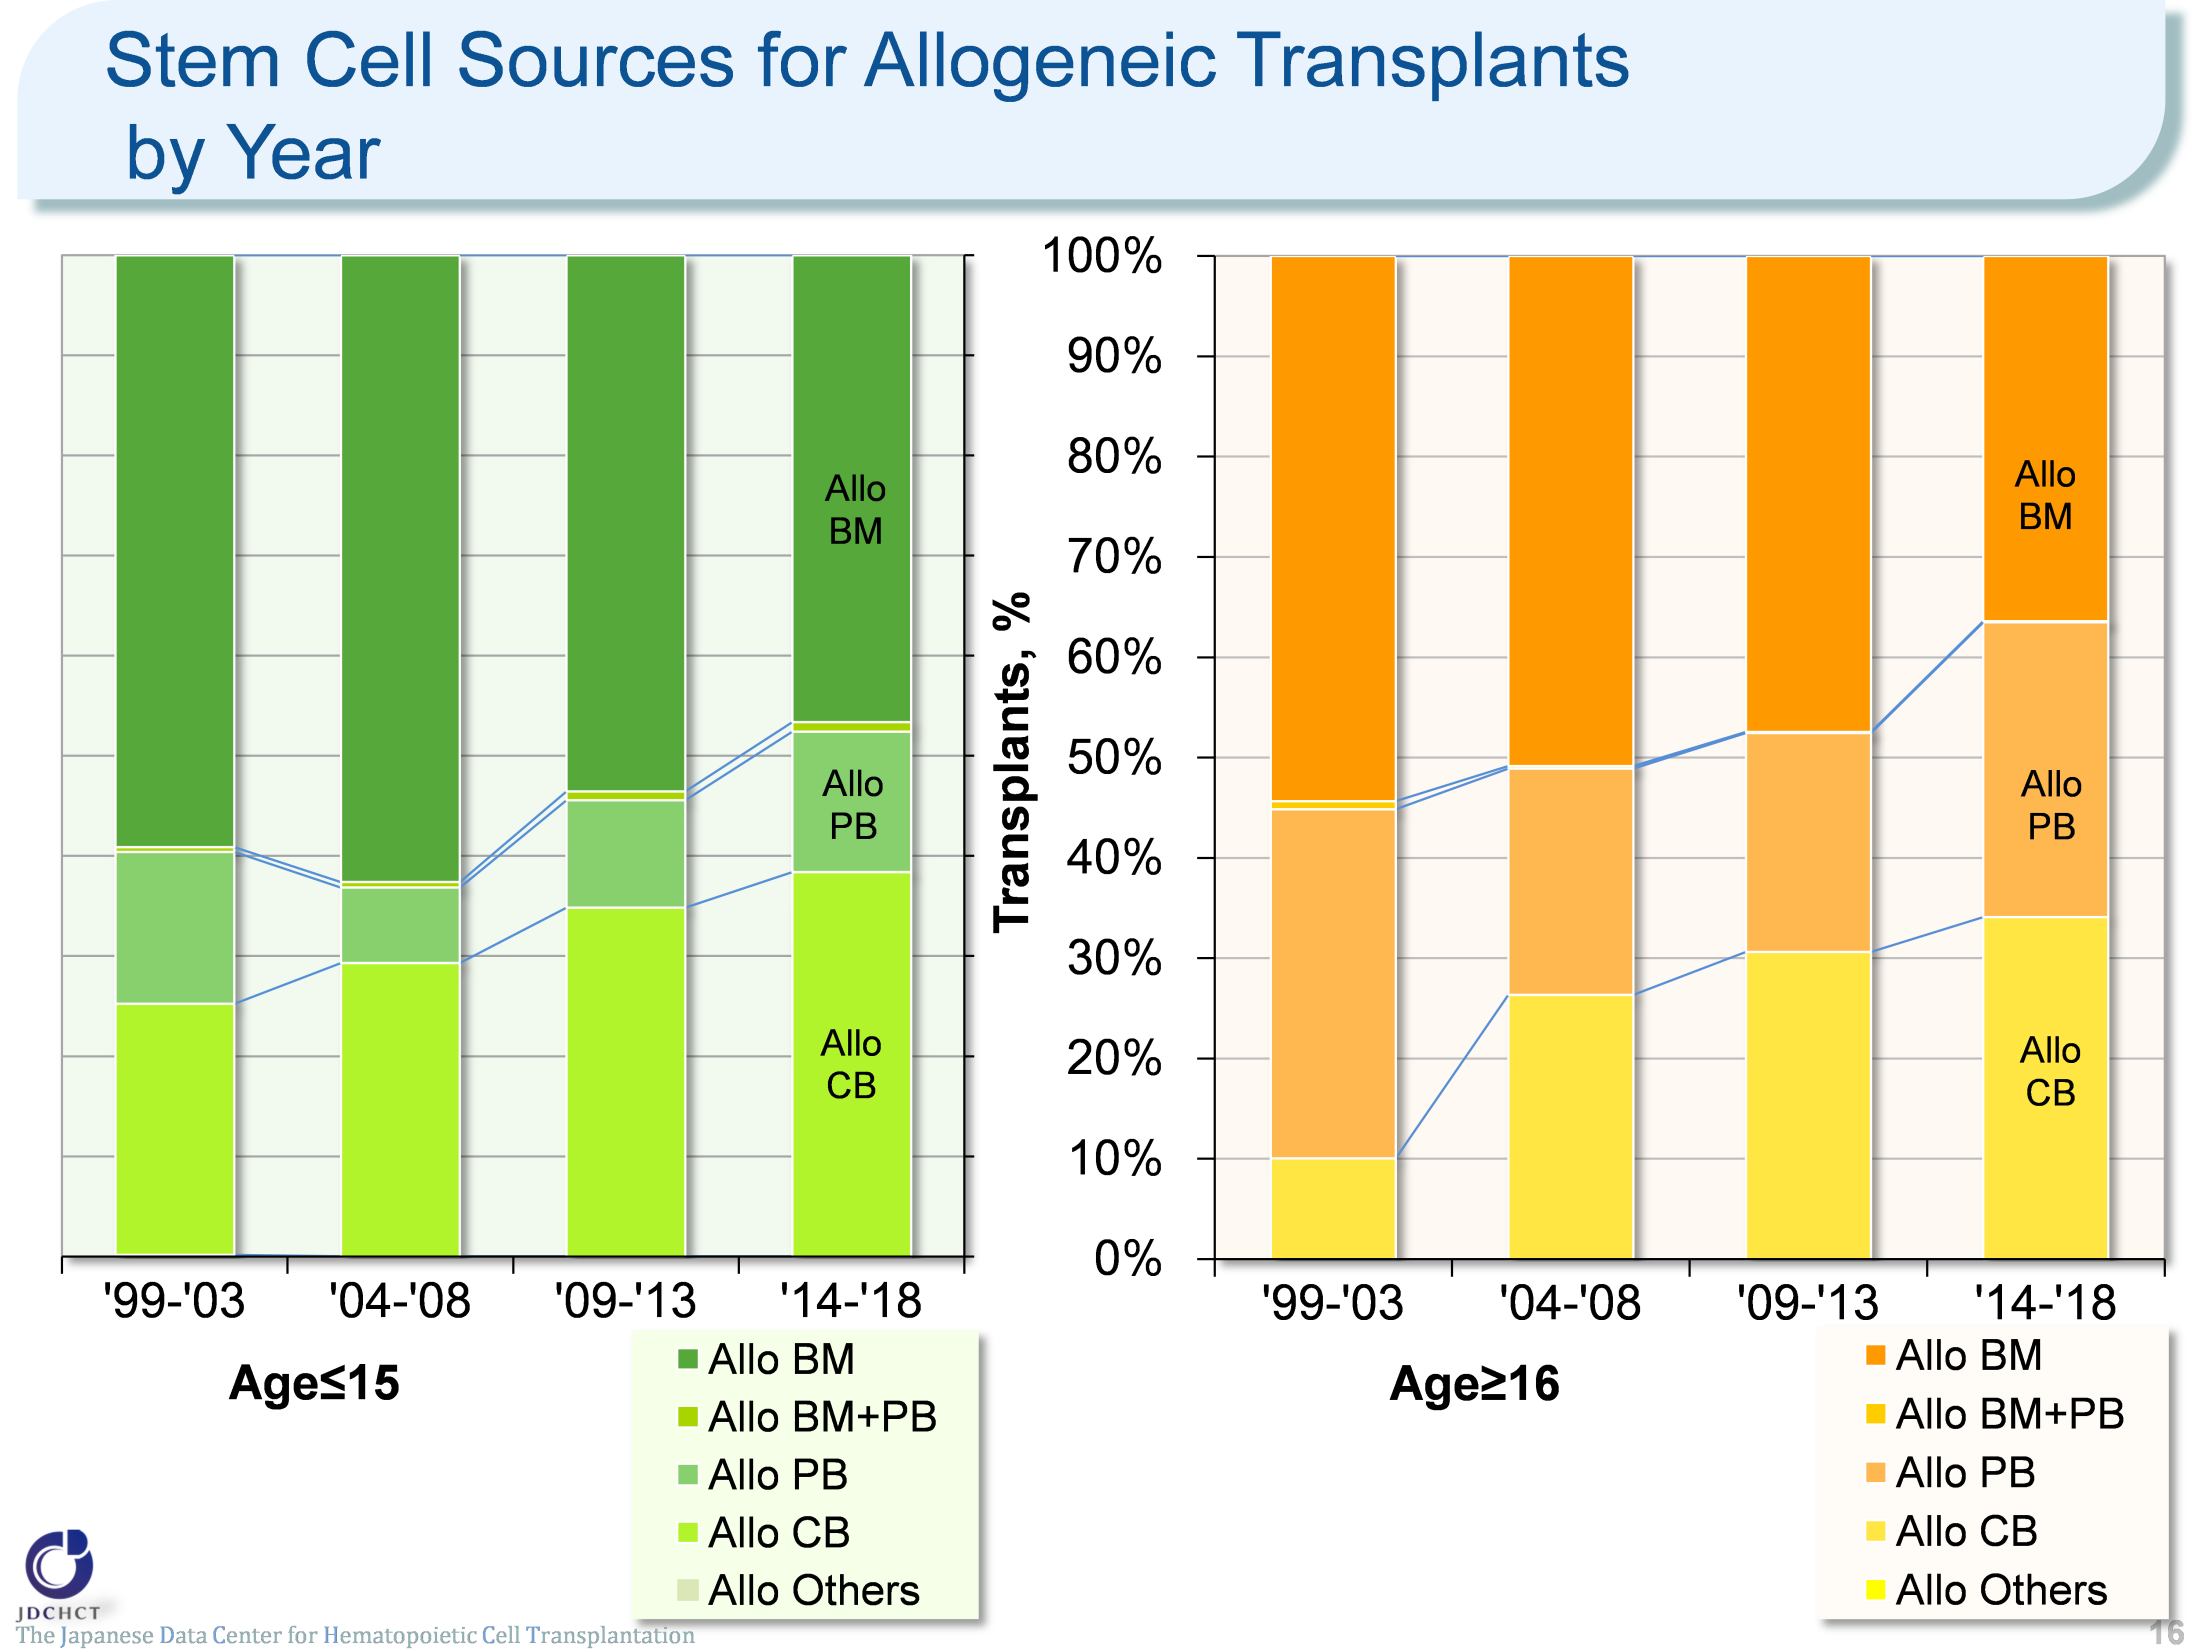 Stem Cell Sources for Allogeneic Transplants
by Year
Allo
BM
Allo
PB
Allo
CB
'99-'03 '04-'08 '09-'13 '14-'18
Age≤15
Allo BM
Allo BM+PB
Allo PB
Allo CB
Allo Others
Transplants, %
100%
90%
80%
70%
60%
50%
40%
30%
20%
10%
0%
Allo
BM
Allo
PB
Allo
CB
'99-'03 '04-'08 '09-'13 '14-'18
Age≥16
Allo BM
Allo BM+PB
Allo PB
Allo CB
Allo Others
JDCHCT
The Japanese Data Center for Hematopoietic Cell Transplantation
16